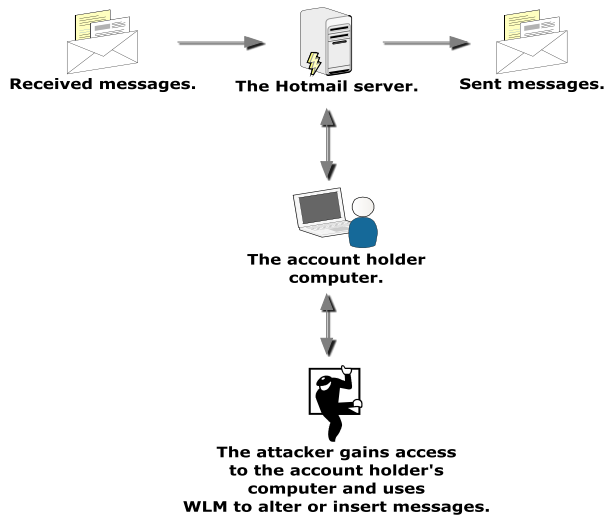 Received messages.
The Hotmail server.
Sent messages.
The account holder
computer.
The attacker gains access
to the account holder's
computer and uses
WLM to alter or insert messages.